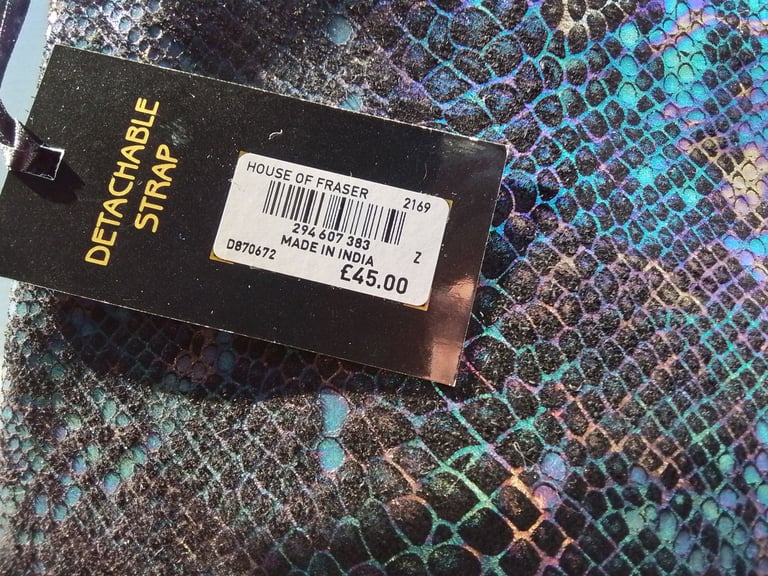 DETACHABLE
STRAP
HOUSE OF FRASER 2169
294 607 383
MADE IN INDIA
D870672 Z
£45.00